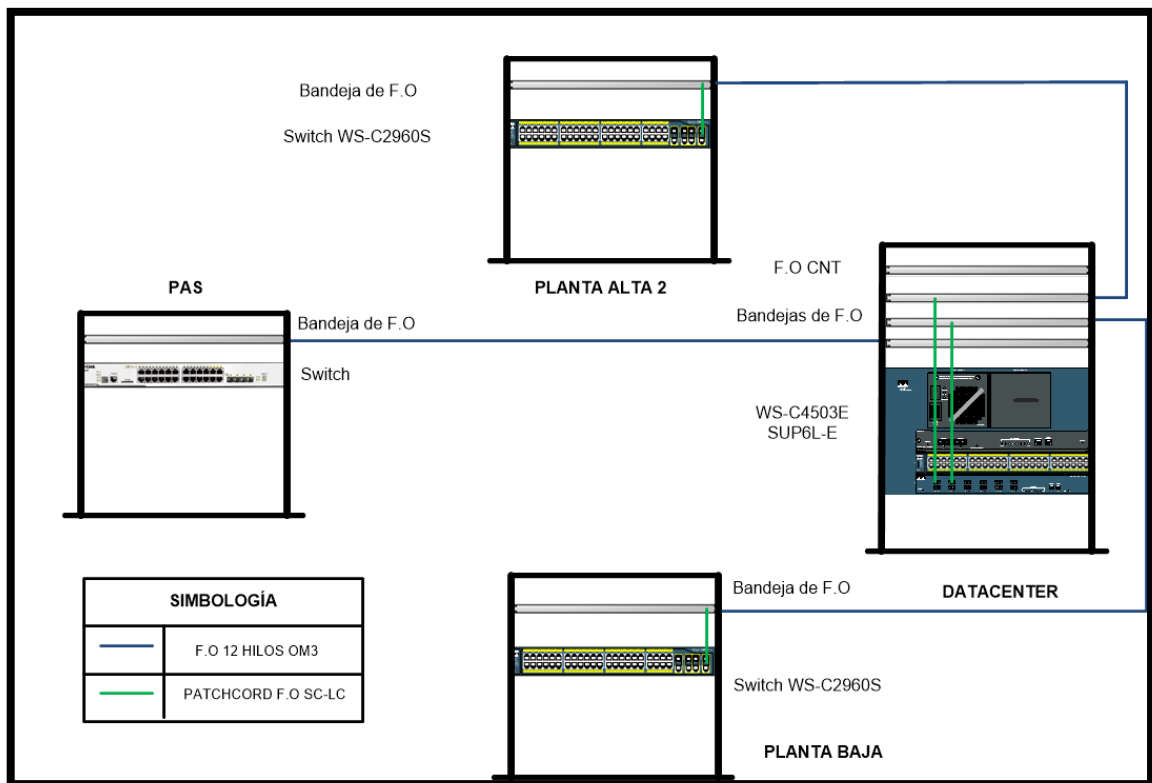 Bandeja de F.O
Switch WS-C2960S
PLANTA ALTA 2
F.O CNT
PAS
Bandeja de F.O
Bandejas de F.O
Switch
WS-C4503E
SUP6L-E
SIMBOLOGÍA
F.O 12 HILOS OM3
PATCHCORD F.O SC-LC
Bandeja de F.O
DATACENTER
Switch WS-C2960S
PLANTA BAJA